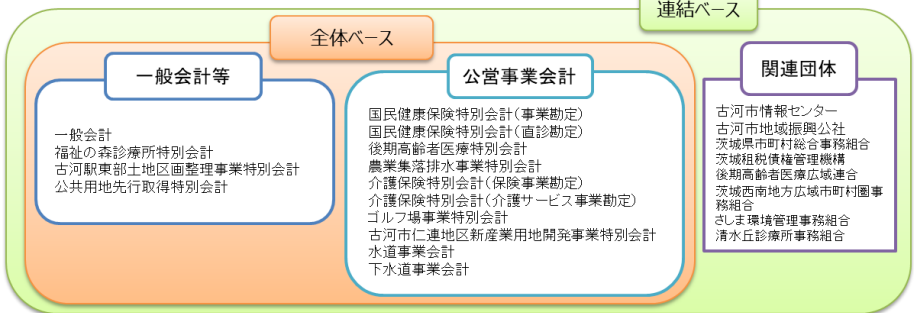 連結ベース
全体ベース
一般会計等
一般会計
福祉の森診療所特別会計
古河駅東部土地区画整理事業特別会計
公共用地先行取得特別会計
公営事業会計
国民健康保険特別会計(事業勘定)
国民健康保険特別会計(直診勘定)
後期高齢者医療特別会計
農業集落排水事業特別会計
介護保険特別会計(保険事業勘定)
介護保険特別会計(介護サービス事業勘定)
ゴルフ場事業特別会計
古河市仁連地区新産業用地開発事業特別会計
水道事業会計
下水道事業会計
関連団体
古河市情報センター
古河市地域振興公社
茨城県市町村総合事務組合
茨城租税債権管理機構
後期高齢者医療広域連合
茨城西南地方広域市町村圏事
務組合
さしま環境管理事務組合
清水丘診療所事務組合